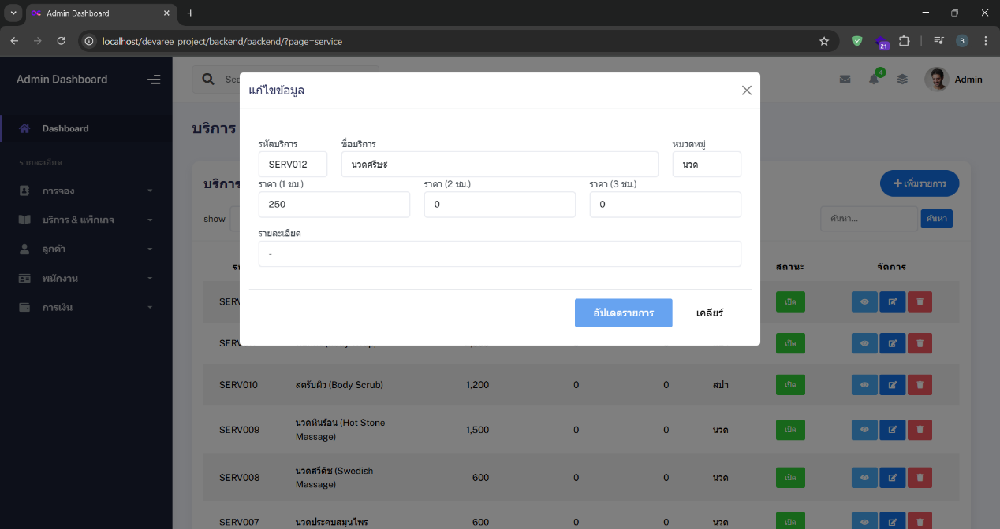 Admin Dashboard
localhost/devaree_project/backend/backend/?page=service
21
B
Admin Dashboard
Sea
4
Admin
Dashboard
บริการ
รายละเอียด
การจอง
บริการ & แพ็กเกจ
ลูกค้า
พนักงาน
การเงิน
แก้ไขข้อมูล
รหัสบริการ
ชื่อบริการ
หมวดหมู่
SERV012
นวดศรีษะ
นวด
ราคา (1 ชม.)
ราคา (2 ชม.)
ราคา (3 ชม.)
250
0
0
รายละเอียด
-
อัปเดตรายการ
เคลียร์
บริการ
เพิ่มรายการ
show
ค้นหา...
ค้นหา
สถานะ
จัดการ
SERV
เปิด
เปิด
SERV010
สครับผิว (Body Scrub)
1,200
0
0
สปา
เปิด
SERV009
นวดหินร้อน (Hot Stone
Massage)
1,500
0
0
นวด
เปิด
SERV008
นวดสวีดิช (Swedish
Massage)
600
0
0
นวด
เปิด
SERV007
นวดประคบสมุนไพร
600
0
0
นวด
เปิด